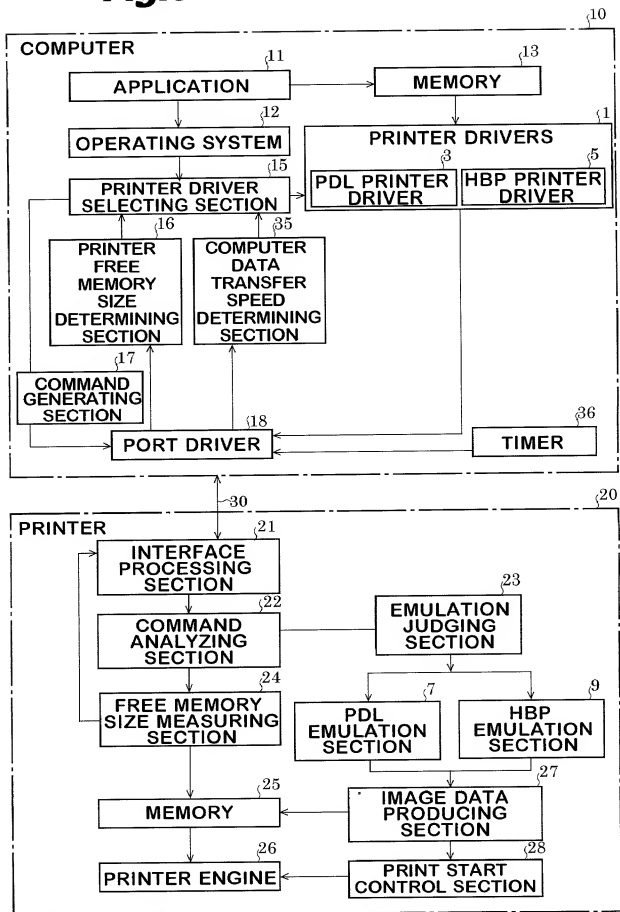 10
COMPUTER
11
APPLICATION
13
MEMORY
12
OPERATING SYSTEM
1
PRINTER DRIVERS
3
PDL PRINTER
DRIVER
5
HBP PRINTER
DRIVER
15
PRINTER DRIVER
SELECTING SECTION
16
PRINTER
FREE
MEMORY
SIZE
DETERMINING
SECTION
35
COMPUTER
DATA
TRANSFER
SPEED
DETERMINING
SECTION
17
COMMAND
GENERATING
SECTION
18
PORT DRIVER
36
TIMER
30
20
PRINTER
21
INTERFACE
PROCESSING
SECTION
22
COMMAND
ANALYZING
SECTION
23
EMULATION
JUDGING
SECTION
24
FREE MEMORY
SIZE MEASURING
SECTION
7
PDL
EMULATION
SECTION
9
HBP
EMULATION
SECTION
25
MEMORY
27
IMAGE DATA
PRODUCING
SECTION
26
PRINTER ENGINE
28
PRINT START
CONTROL SECTION